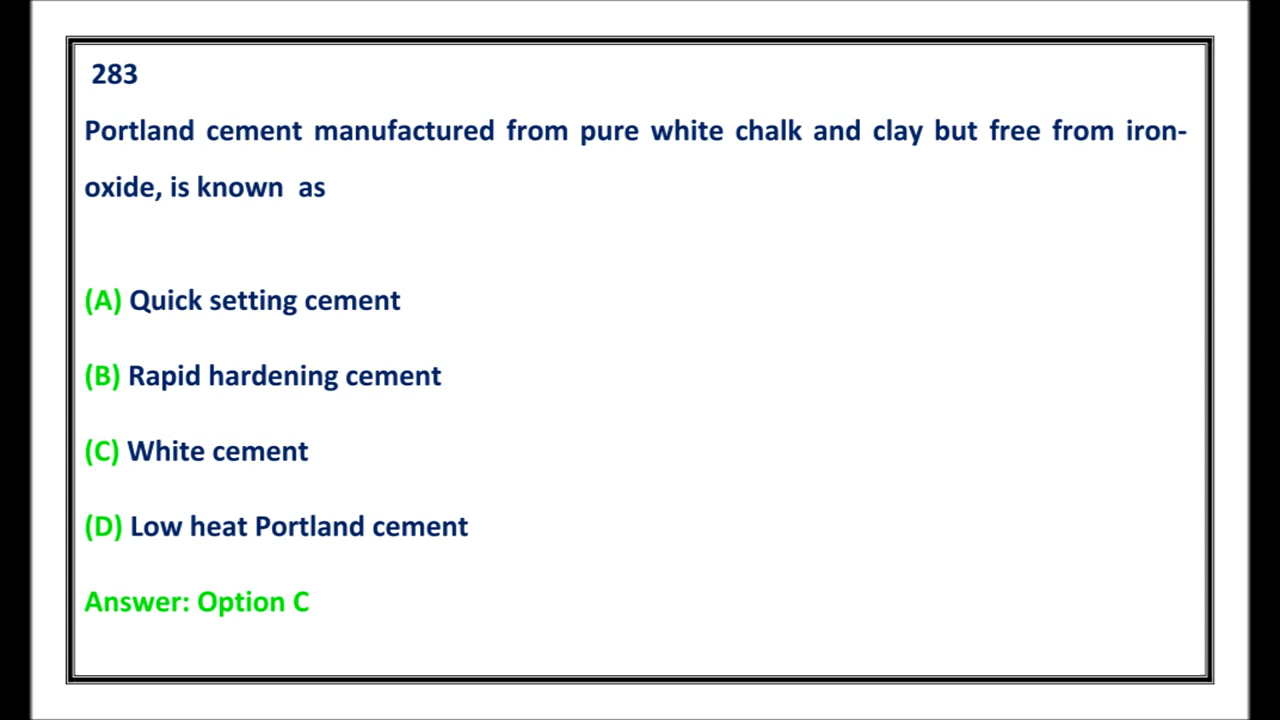 283
Portland cement manufactured from pure white chalk and clay but free from iron-
oxide, is known as
(A) Quick setting cement
(B) Rapid hardening cement
(C) White cement
(D) Low heat Portland cement
Answer: Option C